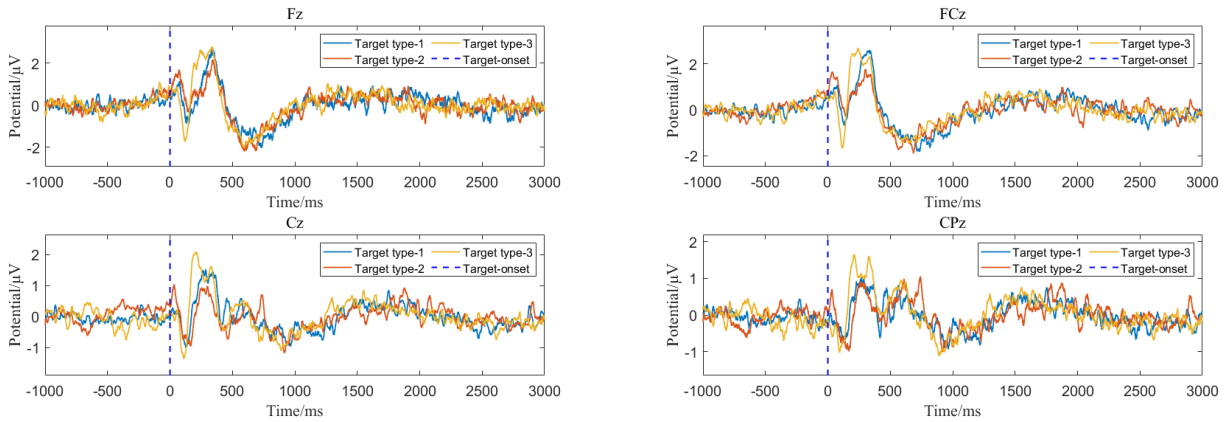 Fz
Potential/μV
2
0
-2
Target type-1
Target type-3
Target type-2
Target-onset
-1000 -500 0 500 1000 1500 2000 2500 3000
Time/ms
FCz
Potential/μV
2
0
-2
Target type-1
Target type-3
Target type-2
Target-onset
-1000 -500 0 500 1000 1500 2000 2500 3000
Time/ms
Cz
Potential/μV
2
1
0
-1
Target type-1
Target type-3
Target type-2
Target-onset
-1000 -500 0 500 1000 1500 2000 2500 3000
Time/ms
CPz
Potential/μV
2
1
0
-1
Target type-1
Target type-3
Target type-2
Target-onset
-1000 -500 0 500 1000 1500 2000 2500 3000
Time/ms